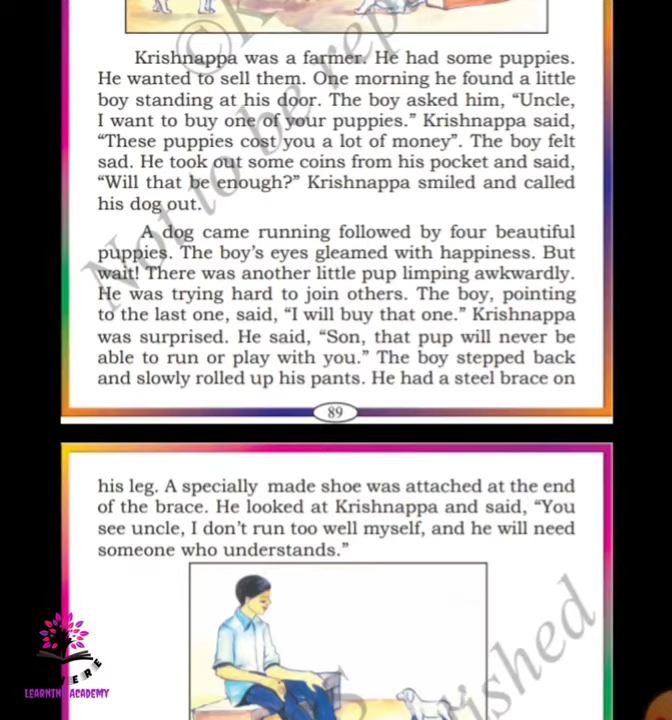 Krishnappa was a farmer. He had some puppies.
He wanted to sell them. One morning he found a little
boy standing at his door. The boy asked him, “Uncle,
I want to buy one of your puppies.” Krishnappa said,
“These puppies cost you a lot of money”. The boy felt
sad. He took out some coins from his pocket and said,
“Will that be enough?” Krishnappa smiled and called
his dog out.
A dog came running followed by four beautiful
puppies. The boy’s eyes gleamed with happiness. But
wait! There was another little pup limping awkwardly.
He was trying hard to join others. The boy, pointing
to the last one, said, “I will buy that one.” Krishnappa
was surprised. He said, “Son, that pup will never be
able to run or play with you.” The boy stepped back
and slowly rolled up his pants. He had a steel brace on
89
his leg. A specially made shoe was attached at the end
of the brace. He looked at Krishnappa and said, “You
see uncle, I don’t run too well myself, and he will need
someone who understands.”
LEARNING ACADEMY
Not to be rep
ished